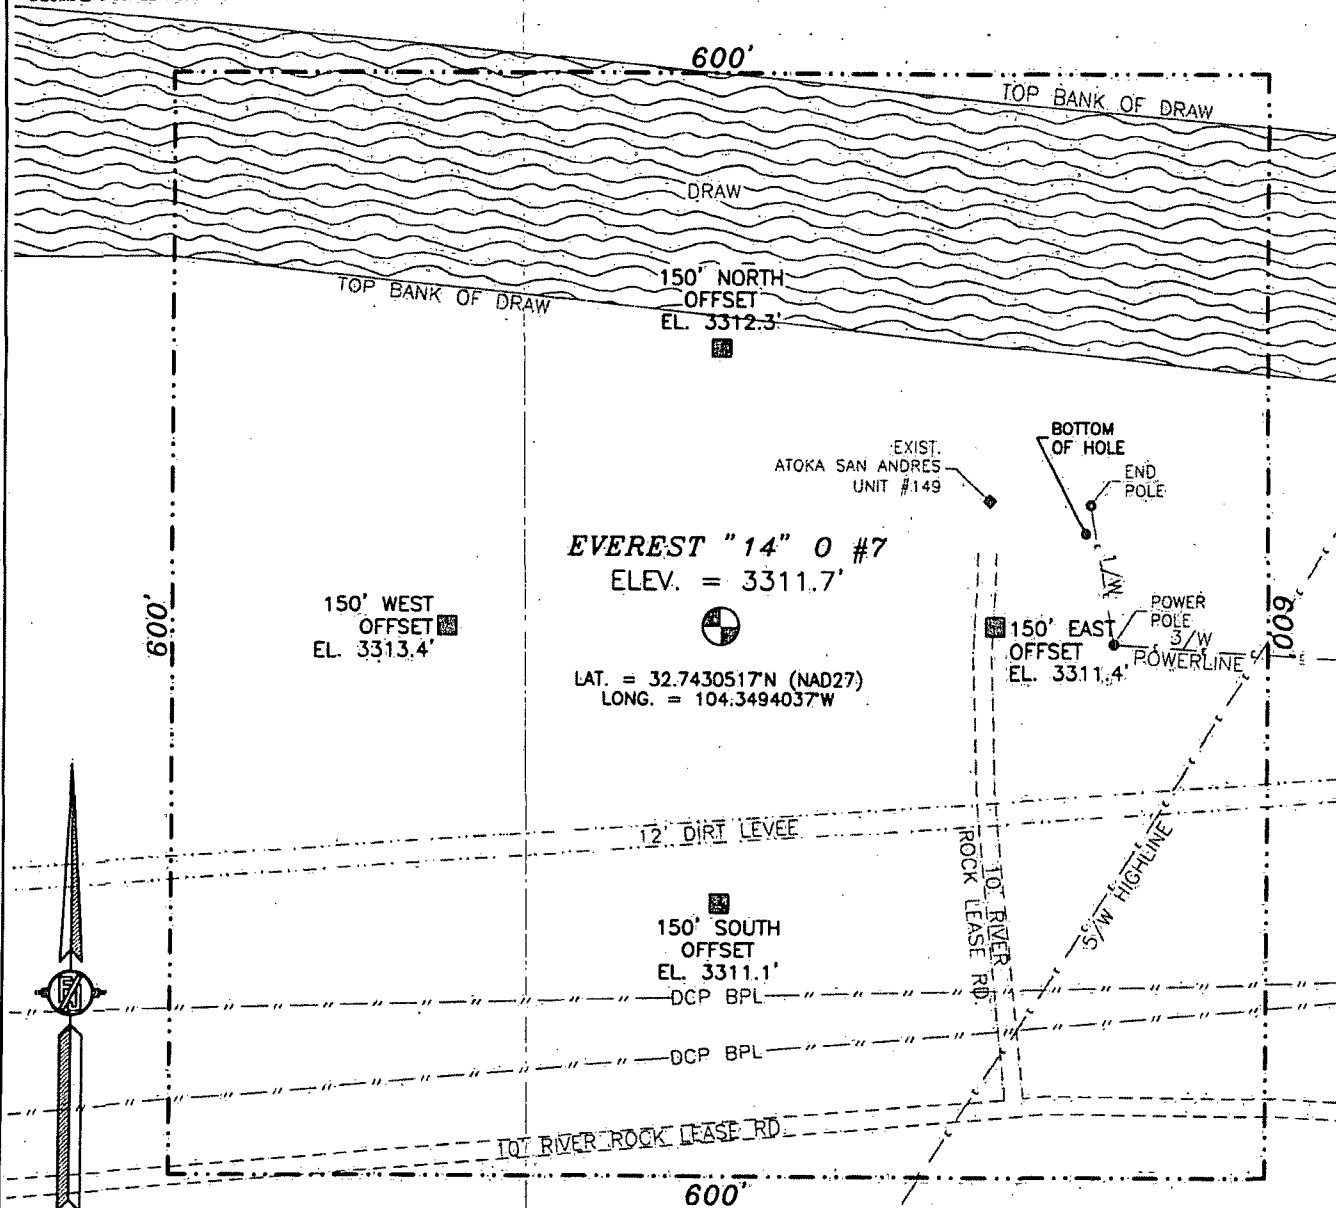 600'
TOP BANK OF DRAW
DRAW
150' NORTH
OFFSET
EL. 3312.3'
TOP BANK OF DRAW
BOTTOM
OF HOLE
EXIST.
ATOKA SAN ANDRES
UNIT #149
END
POLE
EVEREST "14" O #7
ELEV. = 3311.7'
1/W
600'
150' WEST
OFFSET
EL. 3313.4'
POWER
POLE
3/W
POWERLINE
600'
150' EAST
OFFSET
EL. 3311.4'
LAT. = 32.7430517°N (NAD27)
LONG. = 104.3494037°W
12' DIRT LEVEE
10' RIVER
ROCK LEASE RD.
5/W HIGHLINE
150' SOUTH
OFFSET
EL. 3311.1'
DCP BPL
DCP BPL
10' RIVER ROCK LEASE RD.
600'